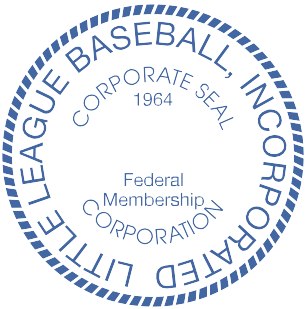 LITTLE LEAGUE BASEBALL, INCORPORATED
CORPORATE SEAL
1964
Federal
Membership
CORPORATION